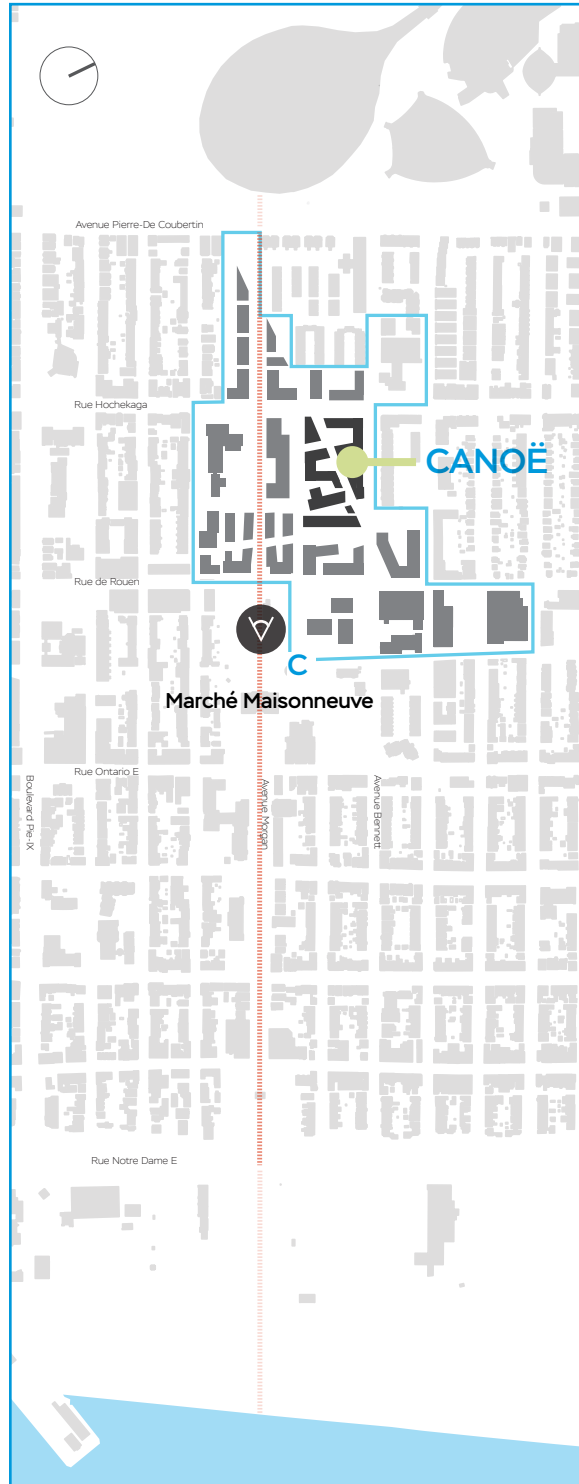 Avenue Pierre-De Coubertin
Rue Hochekaga
CANOË
Rue de Rouen
C
Marché Maisonneuve
Rue Ontario E
Boulevard Pie-IX
Avenue Morgan
Avenue Bennett
Rue Notre Dame E